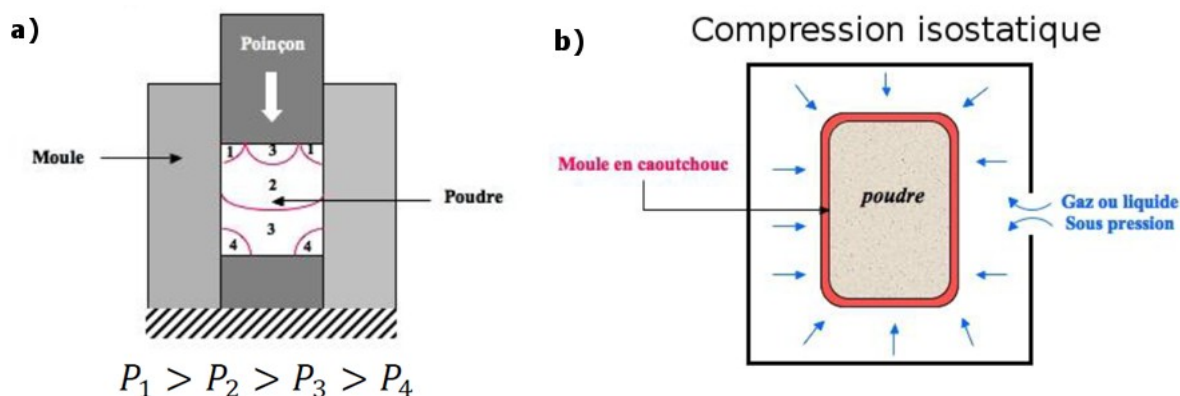 a)
Poinçon
1
3
1
2
3
4
4
Moule
Poudre
P₁ > P₂ > P₃ > P₄
b)
Compression isostatique
Moule en caoutchouc
poudre
Gaz ou liquide
Sous pression